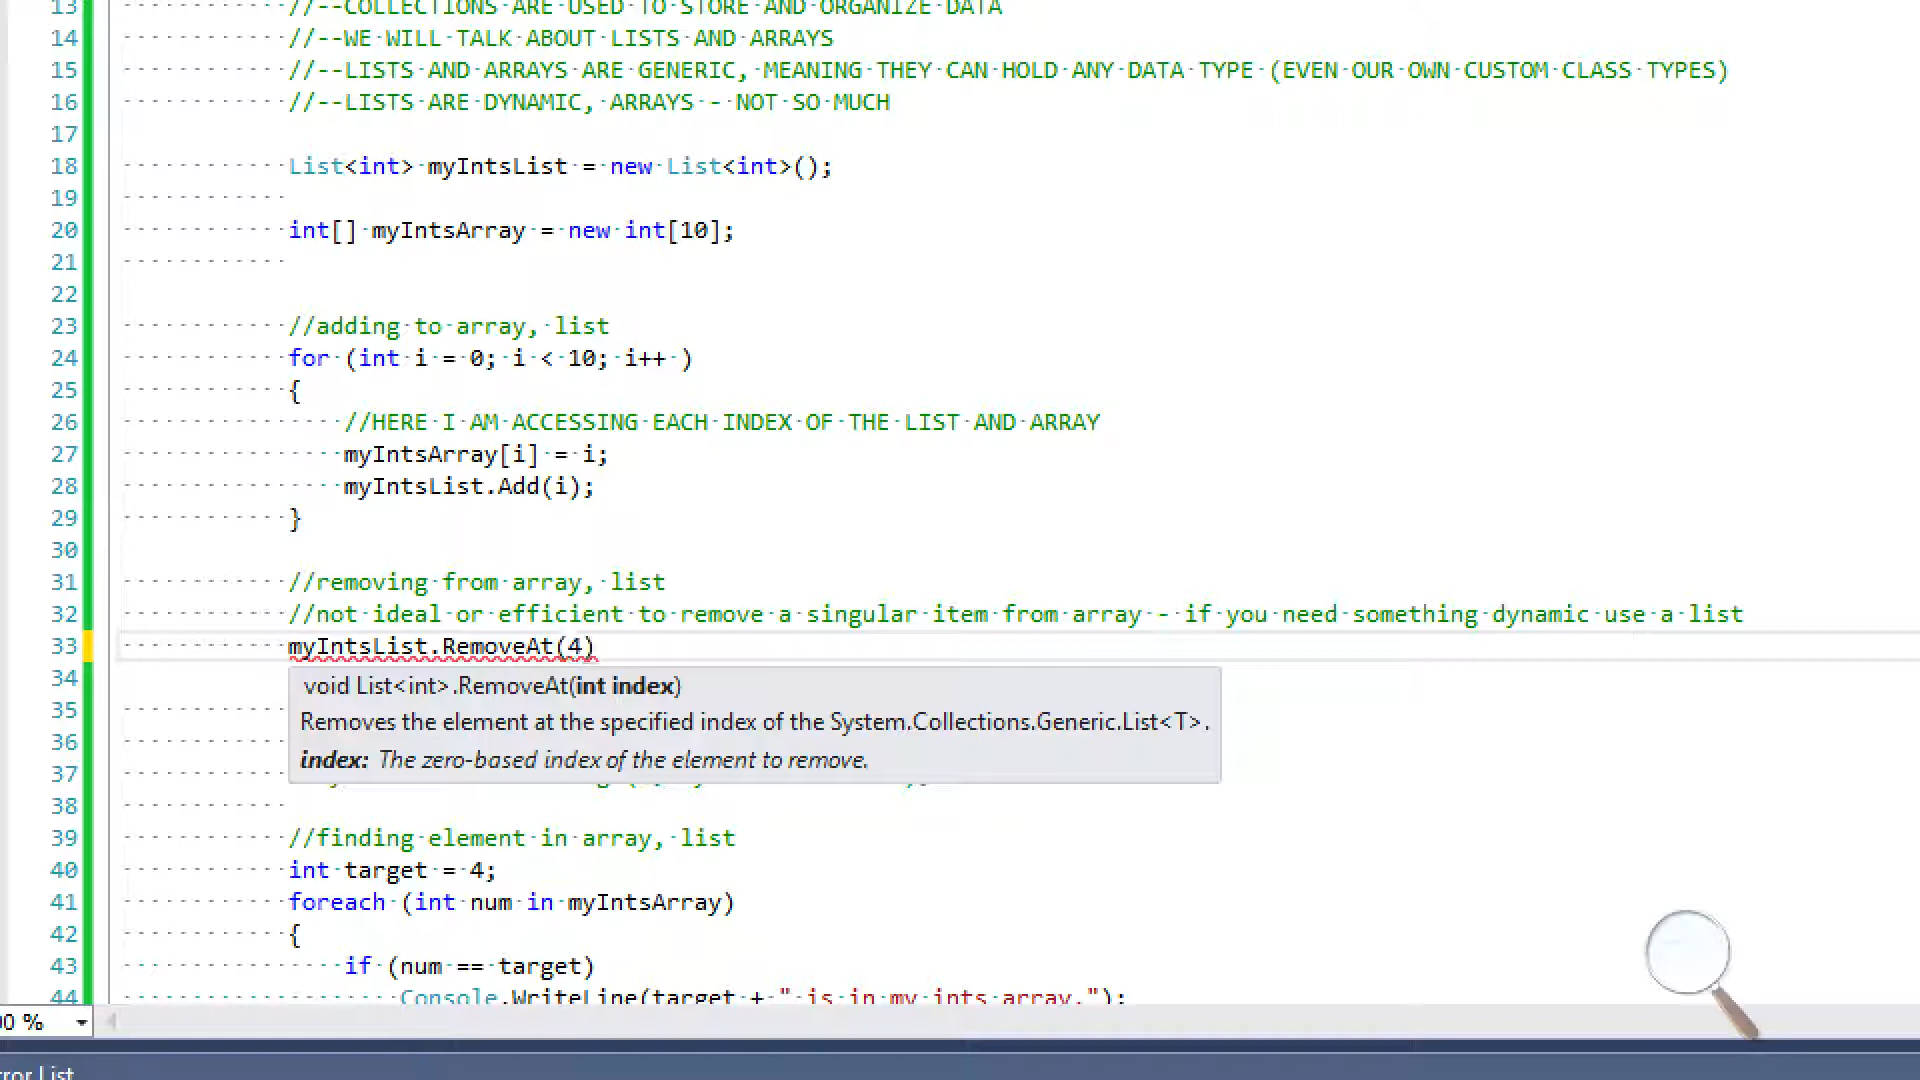 13 //--COLLECTIONS ARE USED TO STORE AND ORGANIZE DATA
14 //--WE WILL TALK ABOUT LISTS AND ARRAYS
15 //--LISTS AND ARRAYS ARE GENERIC, MEANING THEY CAN HOLD ANY DATA TYPE (EVEN OUR OWN CUSTOM CLASS TYPES)
16 //--LISTS ARE DYNAMIC, ARRAYS - NOT SO MUCH
17
18 List<int> myIntsList = new List<int>();
19
20 int[] myIntsArray = new int[10];
21
22
23 //adding to array, list
24 for (int i = 0; i < 10; i++ )
25 {
26 //HERE I AM ACCESSING EACH INDEX OF THE LIST AND ARRAY
27 myIntsArray[i] = i;
28 myIntsList.Add(i);
29 }
30
31 //removing from array, list
32 //not ideal or efficient to remove a singular item from array - if you need something dynamic use a list
33 myIntsList.RemoveAt(4)
34 void List<int>.RemoveAt(int index)
35 Removes the element at the specified index of the System.Collections.Generic.List<T>.
36 index: The zero-based index of the element to remove.
37
38
39 //finding element in array, list
40 int target = 4;
41 foreach (int num in myIntsArray)
42 {
43 if (num == target)
44 Console.WriteLine(target + " is in my ints array.");
00 %
rror List